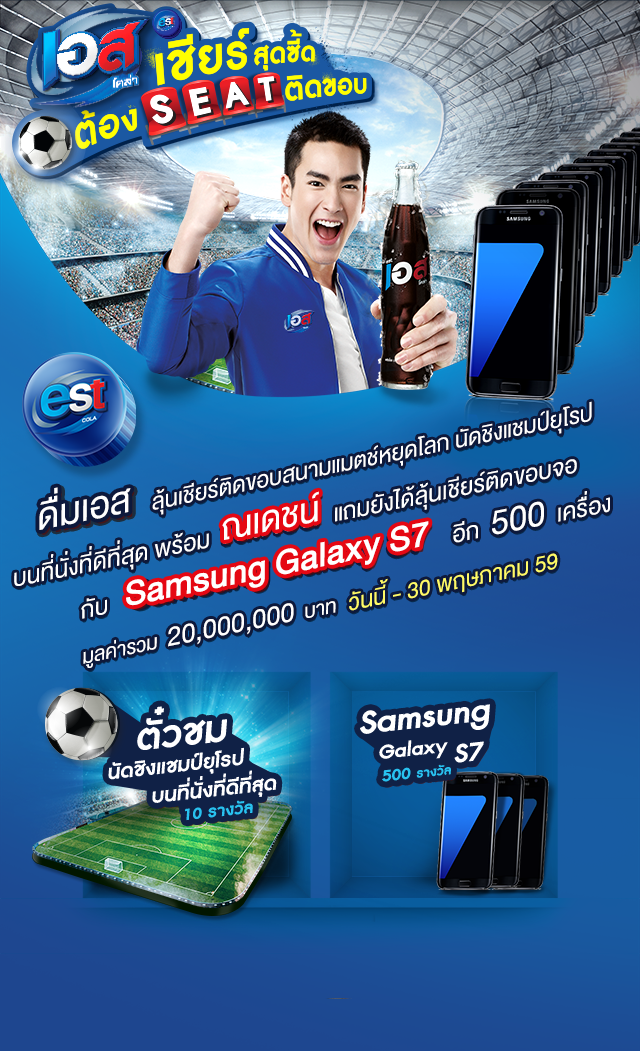 เอส
โคล่า
est
เชียร์สุดซี้ด
ต้อง SEAT ติดขอบ
SAMSUNG
เอส
เอส
est
COLA
ดื่มเอส ลุ้นเชียร์ติดขอบสนามแมตช์หยุดโลก นัดชิงแชมป์ยุโรป
บนที่นั่งที่ดีที่สุด พร้อม ณเดชน์ แถมยังได้ลุ้นเชียร์ติดขอบจอ
กับ Samsung Galaxy S7 อีก 500 เครื่อง
มูลค่ารวม 20,000,000 บาท วันนี้ - 30 พฤษภาคม 59
ตั๋วชม
นัดชิงแชมป์ยุโรป
บนที่นั่งที่ดีที่สุด
10 รางวัล
Samsung
Galaxy S7
500 รางวัล